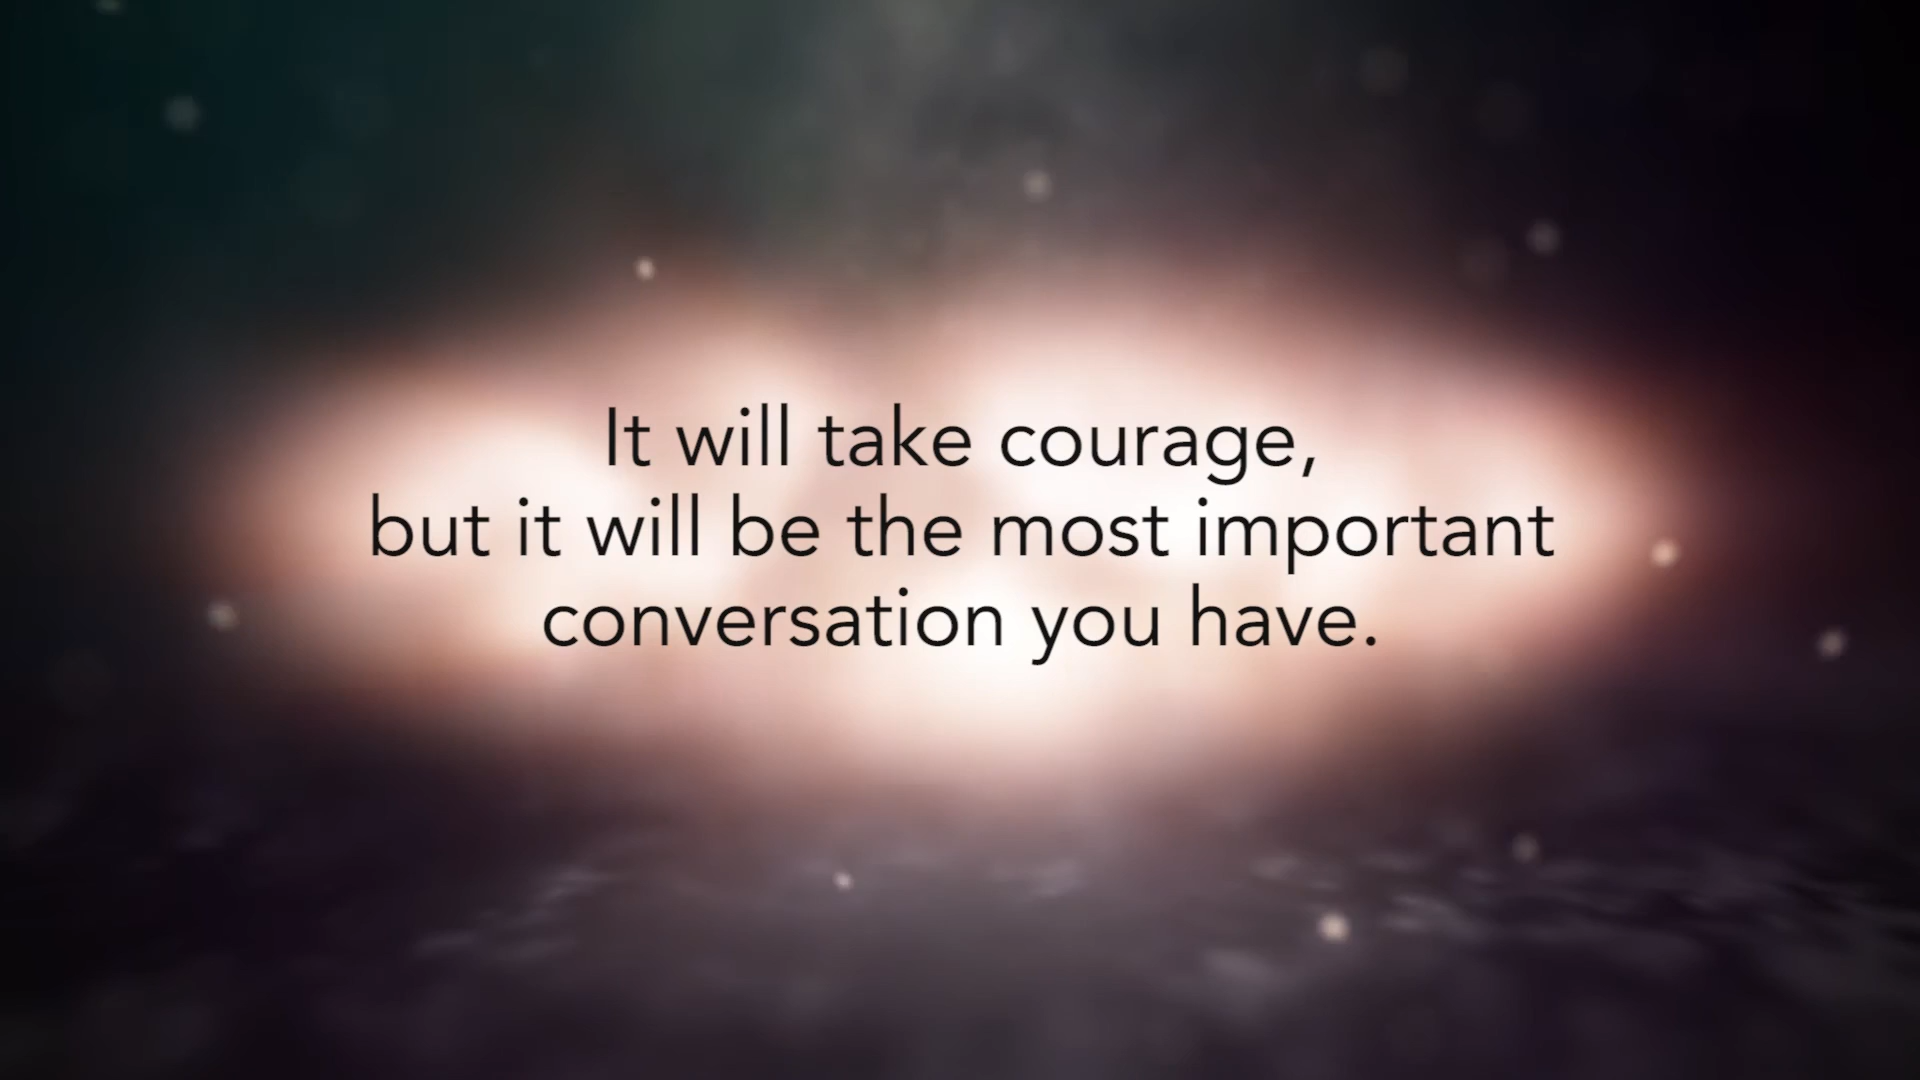 It will take courage,
but it will be the most important
conversation you have.